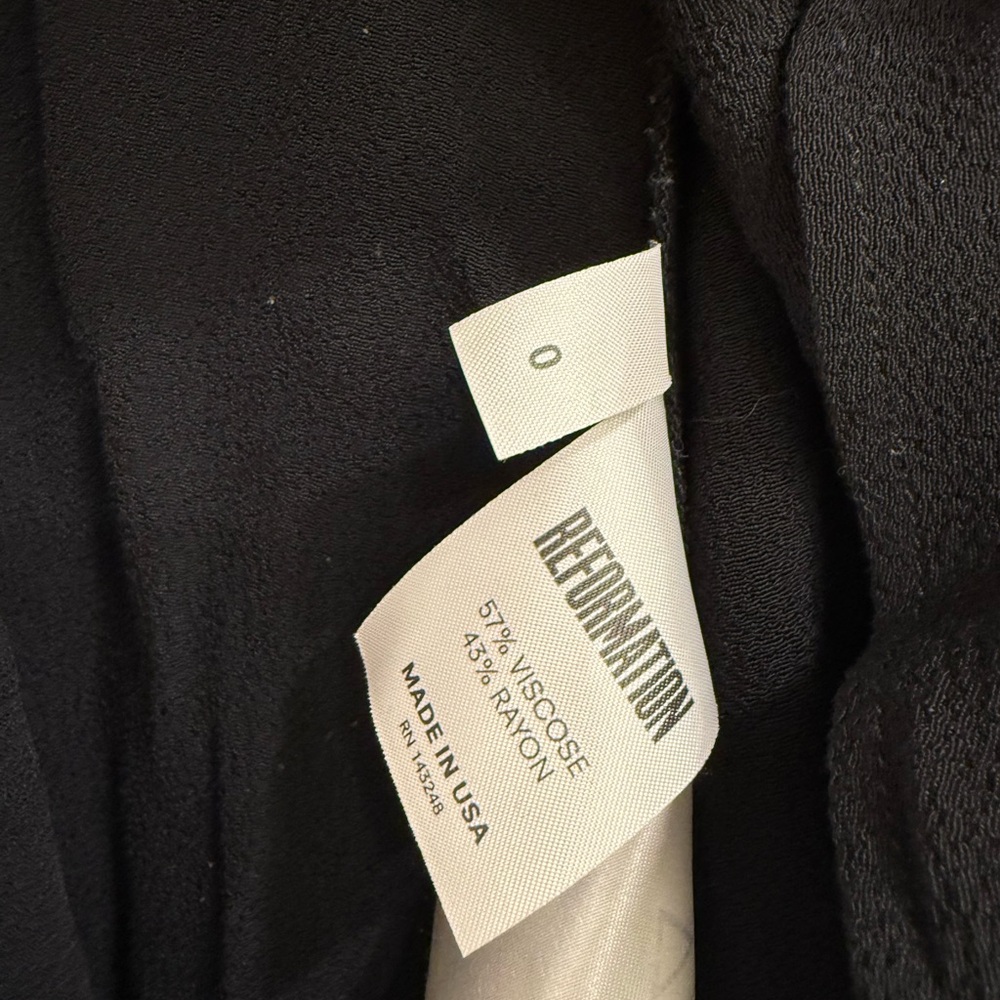 0
REFORMATION
57% VISCOSE
43% RAYON
MADE IN USA
RN 143248